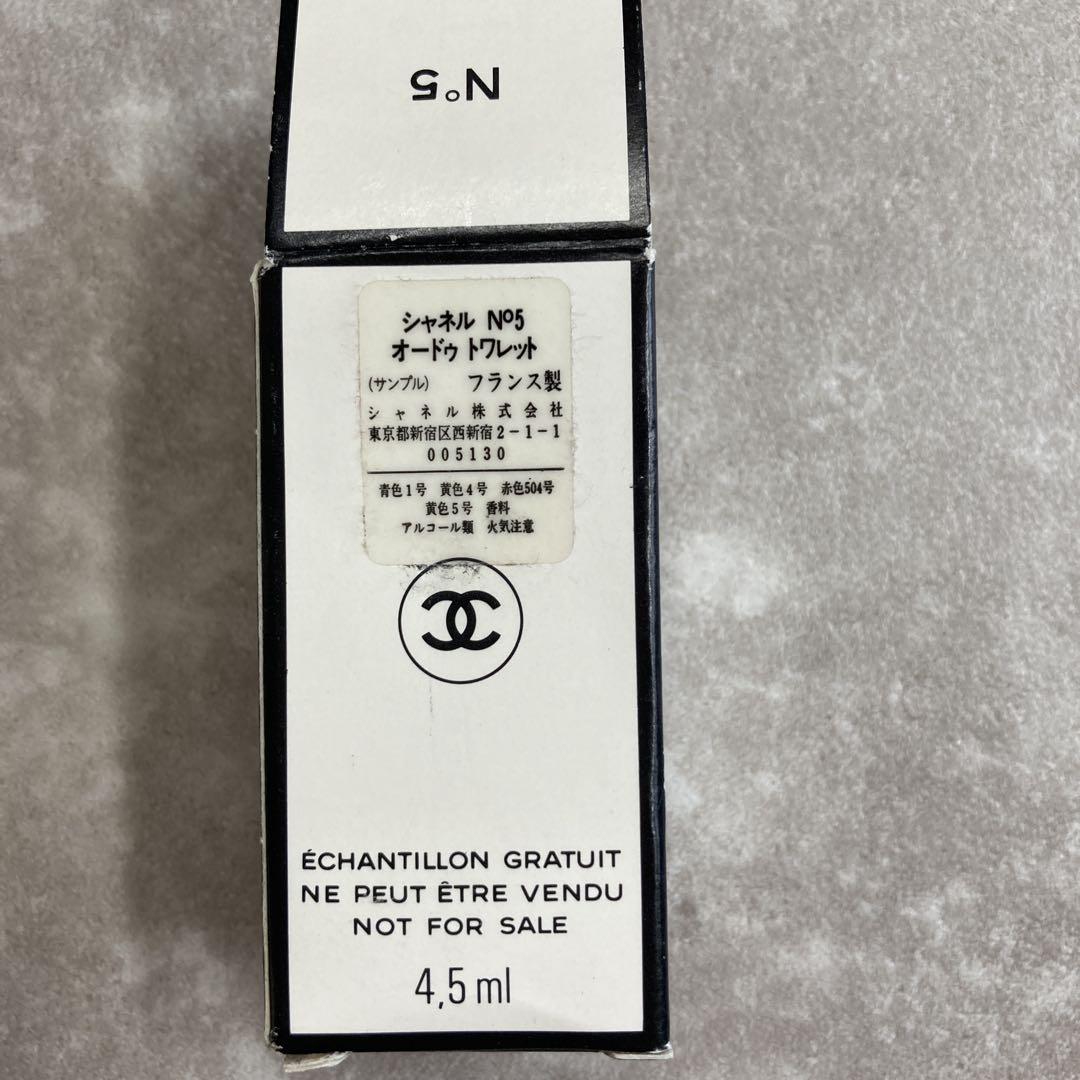 N°5
シャネル Nº5
オードゥ トワレット
(サンプル) フランス製
シャネル株式会社
東京都新宿区西新宿2-1-1
005130
青色1号 黄色4号 赤色504号
黄色5号 香料
アルコール類 火気注意
ÉCHANTILLON GRATUIT
NE PEUT ÊTRE VENDU
NOT FOR SALE
4,5 ml